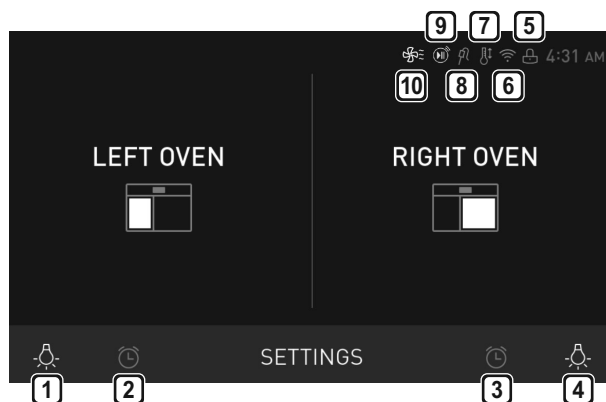 9 7 5
4:31 AM
10 8 6
LEFT OVEN RIGHT OVEN
SETTINGS
1 2 3 4